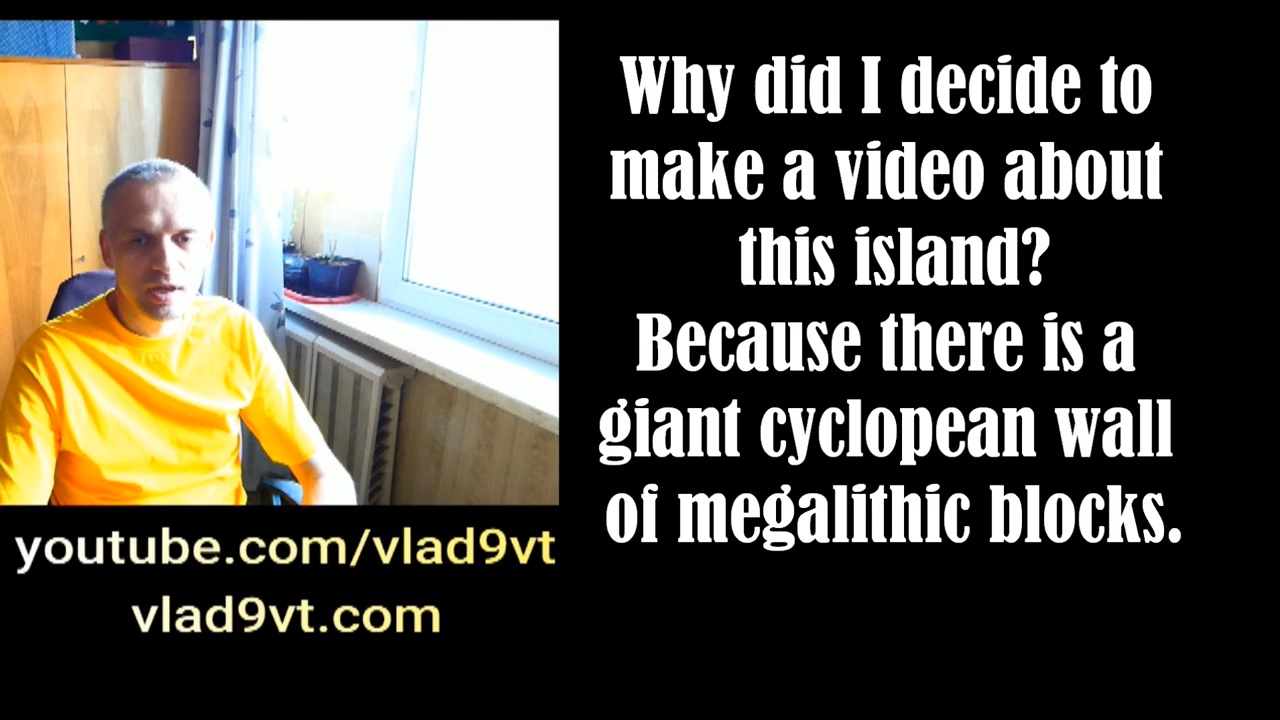 Why did I decide to
make a video about
this island?
Because there is a
giant cyclopean wall
of megalithic blocks.
youtube.com/vlad9vt
vlad9vt.com